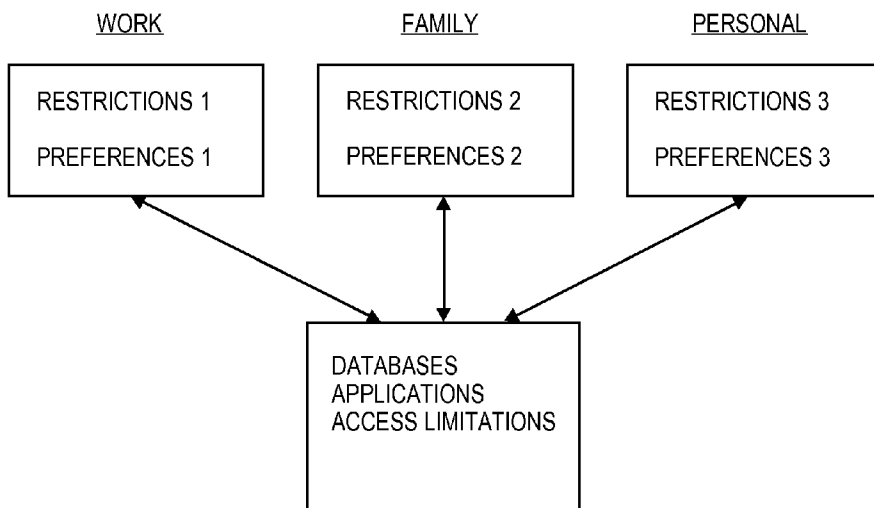 WORK
FAMILY
PERSONAL
RESTRICTIONS 1
PREFERENCES 1
RESTRICTIONS 2
PREFERENCES 2
RESTRICTIONS 3
PREFERENCES 3
DATABASES
APPLICATIONS
ACCESS LIMITATIONS